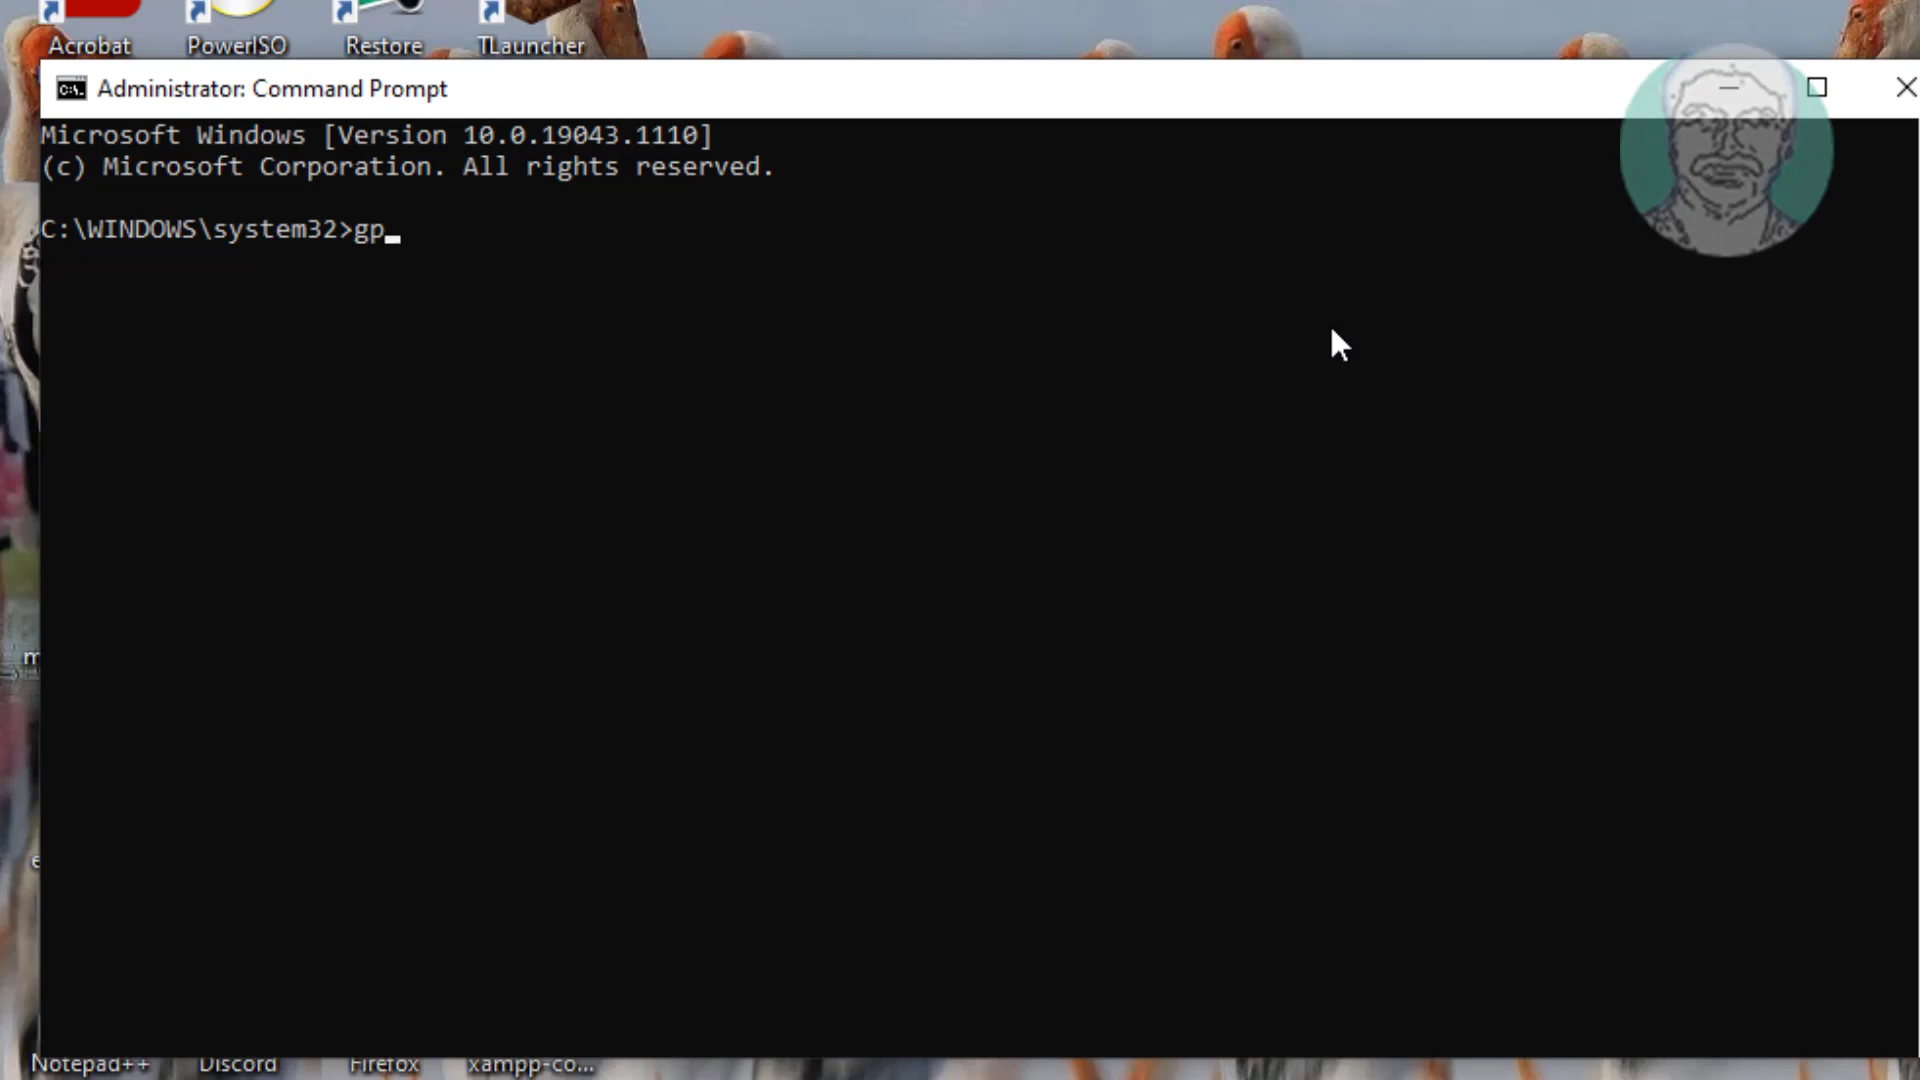 Acrobat PowerISO Restore TLauncher
Administrator: Command Prompt
Microsoft Windows [Version 10.0.19043.1110]
(c) Microsoft Corporation. All rights reserved.
C:\WINDOWS\system32>gp
Notepad++ Discord Firefox xampp-co...